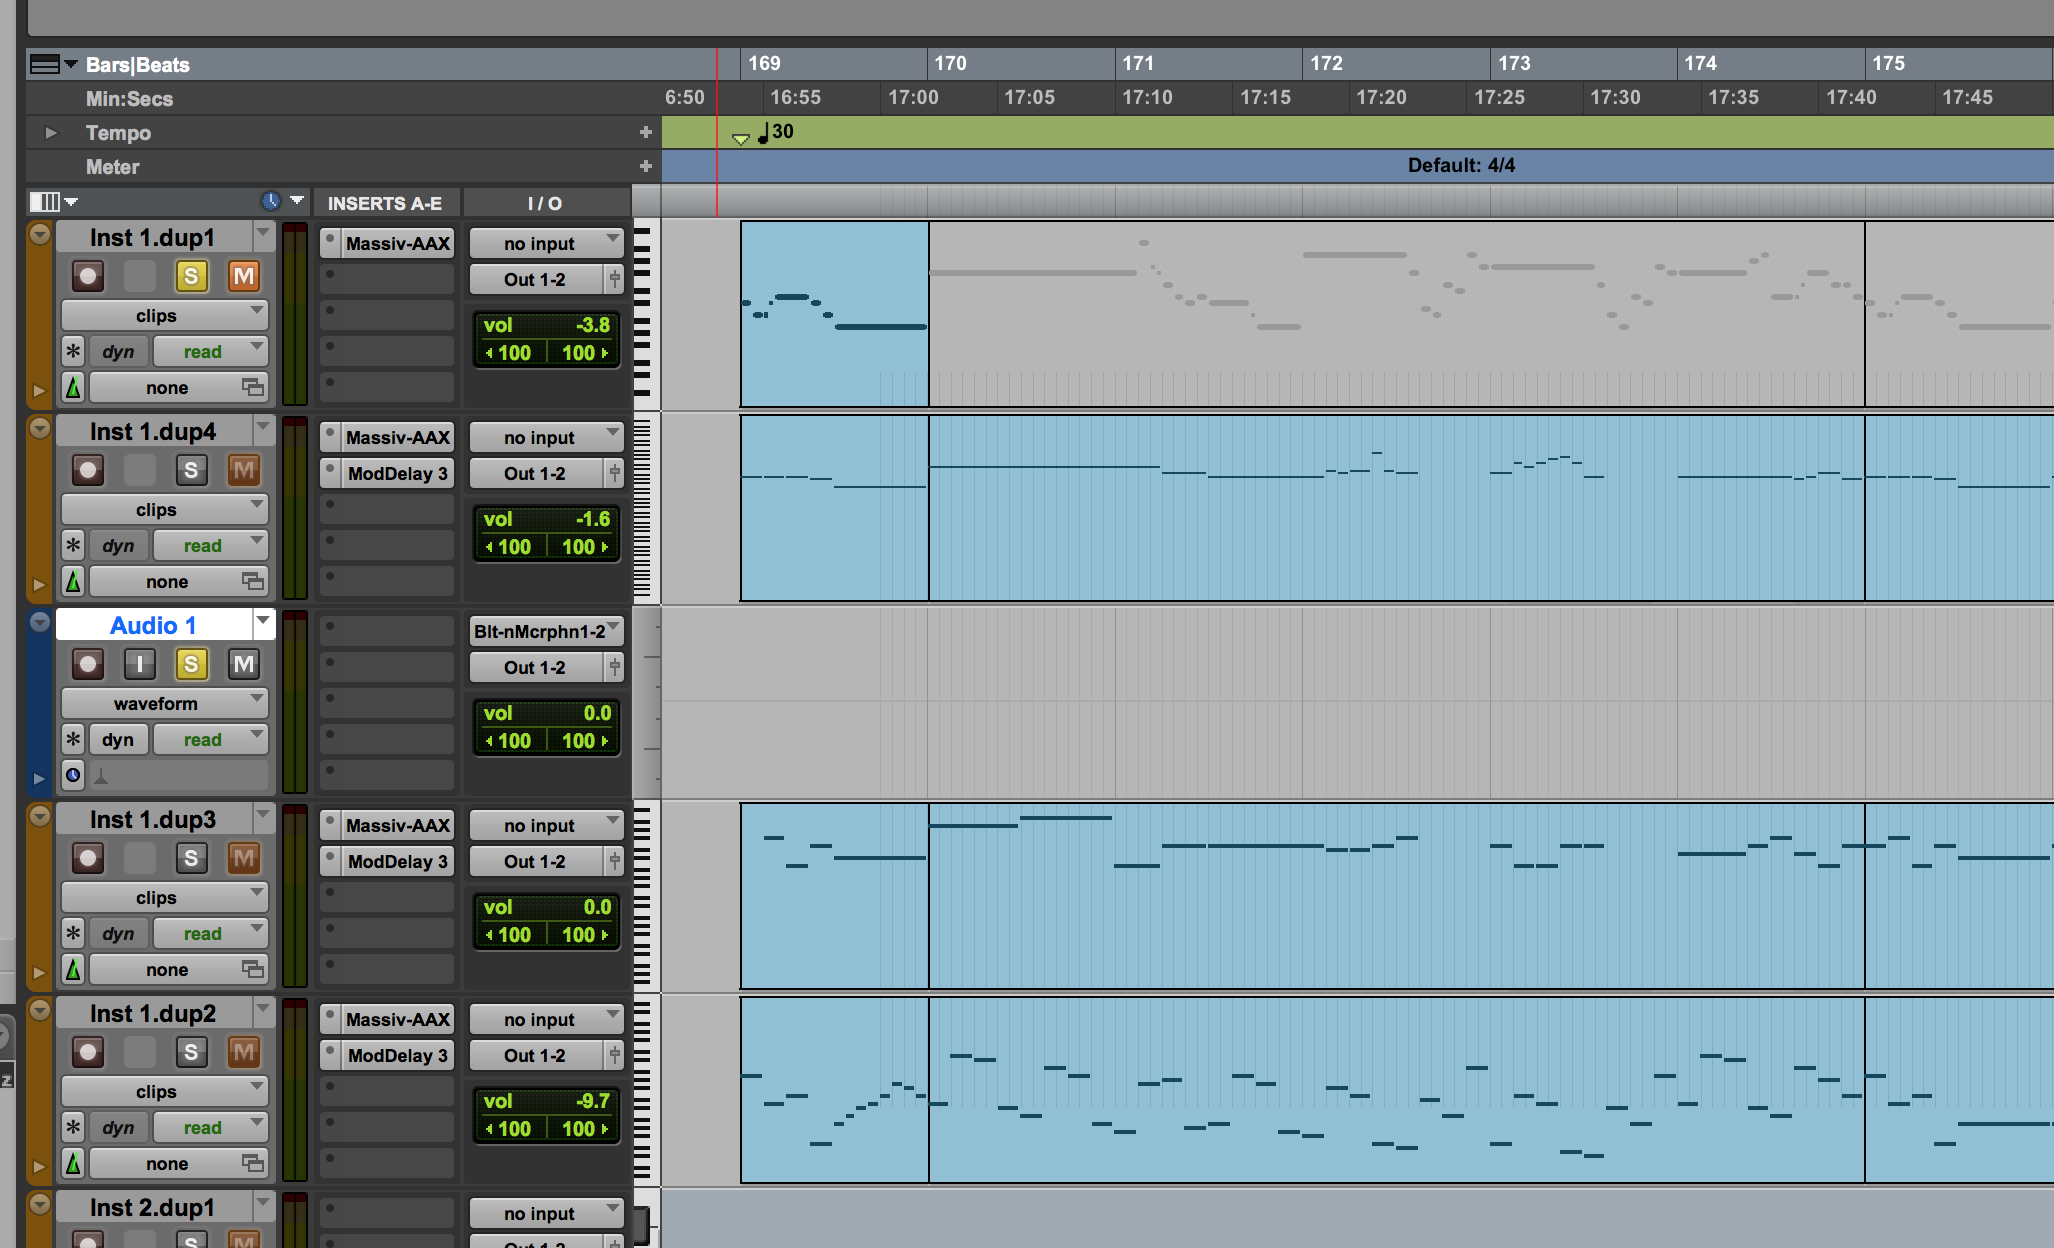 Bars|Beats 169 170 171 172 173 174 175
Min:Secs 6:50 16:55 17:00 17:05 17:10 17:15 17:20 17:25 17:30 17:35 17:40 17:45
Tempo + 30
Meter + Default: 4/4
INSERTS A-E I / O
Inst 1.dup1 Massiv-AAX no input
S M Out 1-2
clips vol -3.8
* dyn read 100 100
none
Inst 1.dup4 Massiv-AAX no input
S M ModDelay 3 Out 1-2
clips vol -1.6
* dyn read 100 100
none
Audio 1 Blt-nMcrphn1-2
I S M Out 1-2
waveform vol 0.0
* dyn read 100 100
Inst 1.dup3 Massiv-AAX no input
S M ModDelay 3 Out 1-2
clips vol 0.0
* dyn read 100 100
none
Inst 1.dup2 Massiv-AAX no input
S M ModDelay 3 Out 1-2
clips vol -9.7
* dyn read 100 100
none
z
Inst 2.dup1 no input
S M Out 1-2